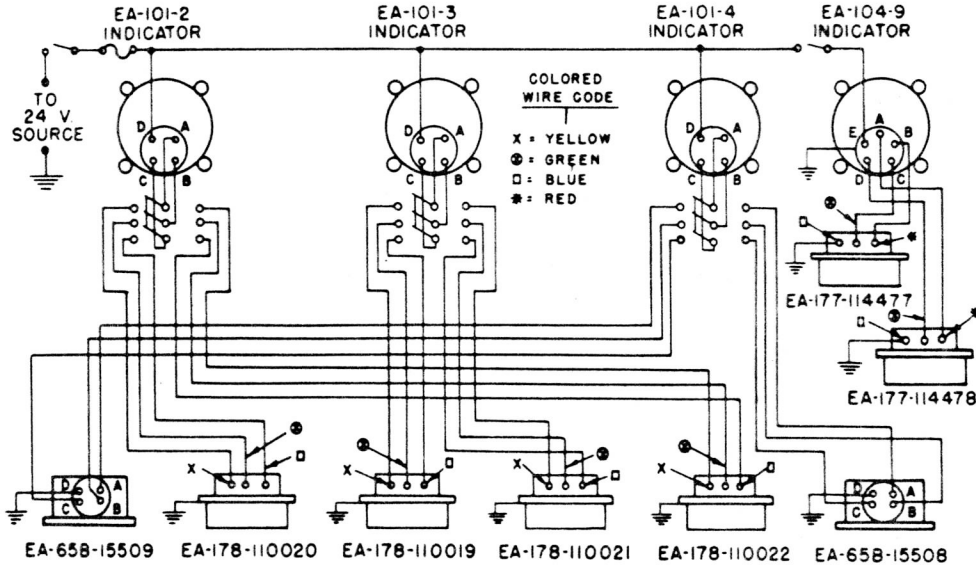 EA-101-2
INDICATOR
EA-101-3
INDICATOR
EA-101-4
INDICATOR
EA-104-9
INDICATOR
TO
24 V.
SOURCE
COLORED
WIRE CODE
X = YELLOW
⊗ = GREEN
□ = BLUE
* = RED
D A
C B
D A
C B
D A
C B
A
E B
D C
⊗
□
*
EA-177-114477
⊗
□
*
EA-177-114478
D A
C B
EA-65B-15509
X
⊗
□
EA-178-110020
X
⊗
□
EA-178-110019
X
⊗
□
EA-178-110021
X
⊗
□
EA-178-110022
D A
C B
EA-65B-15508